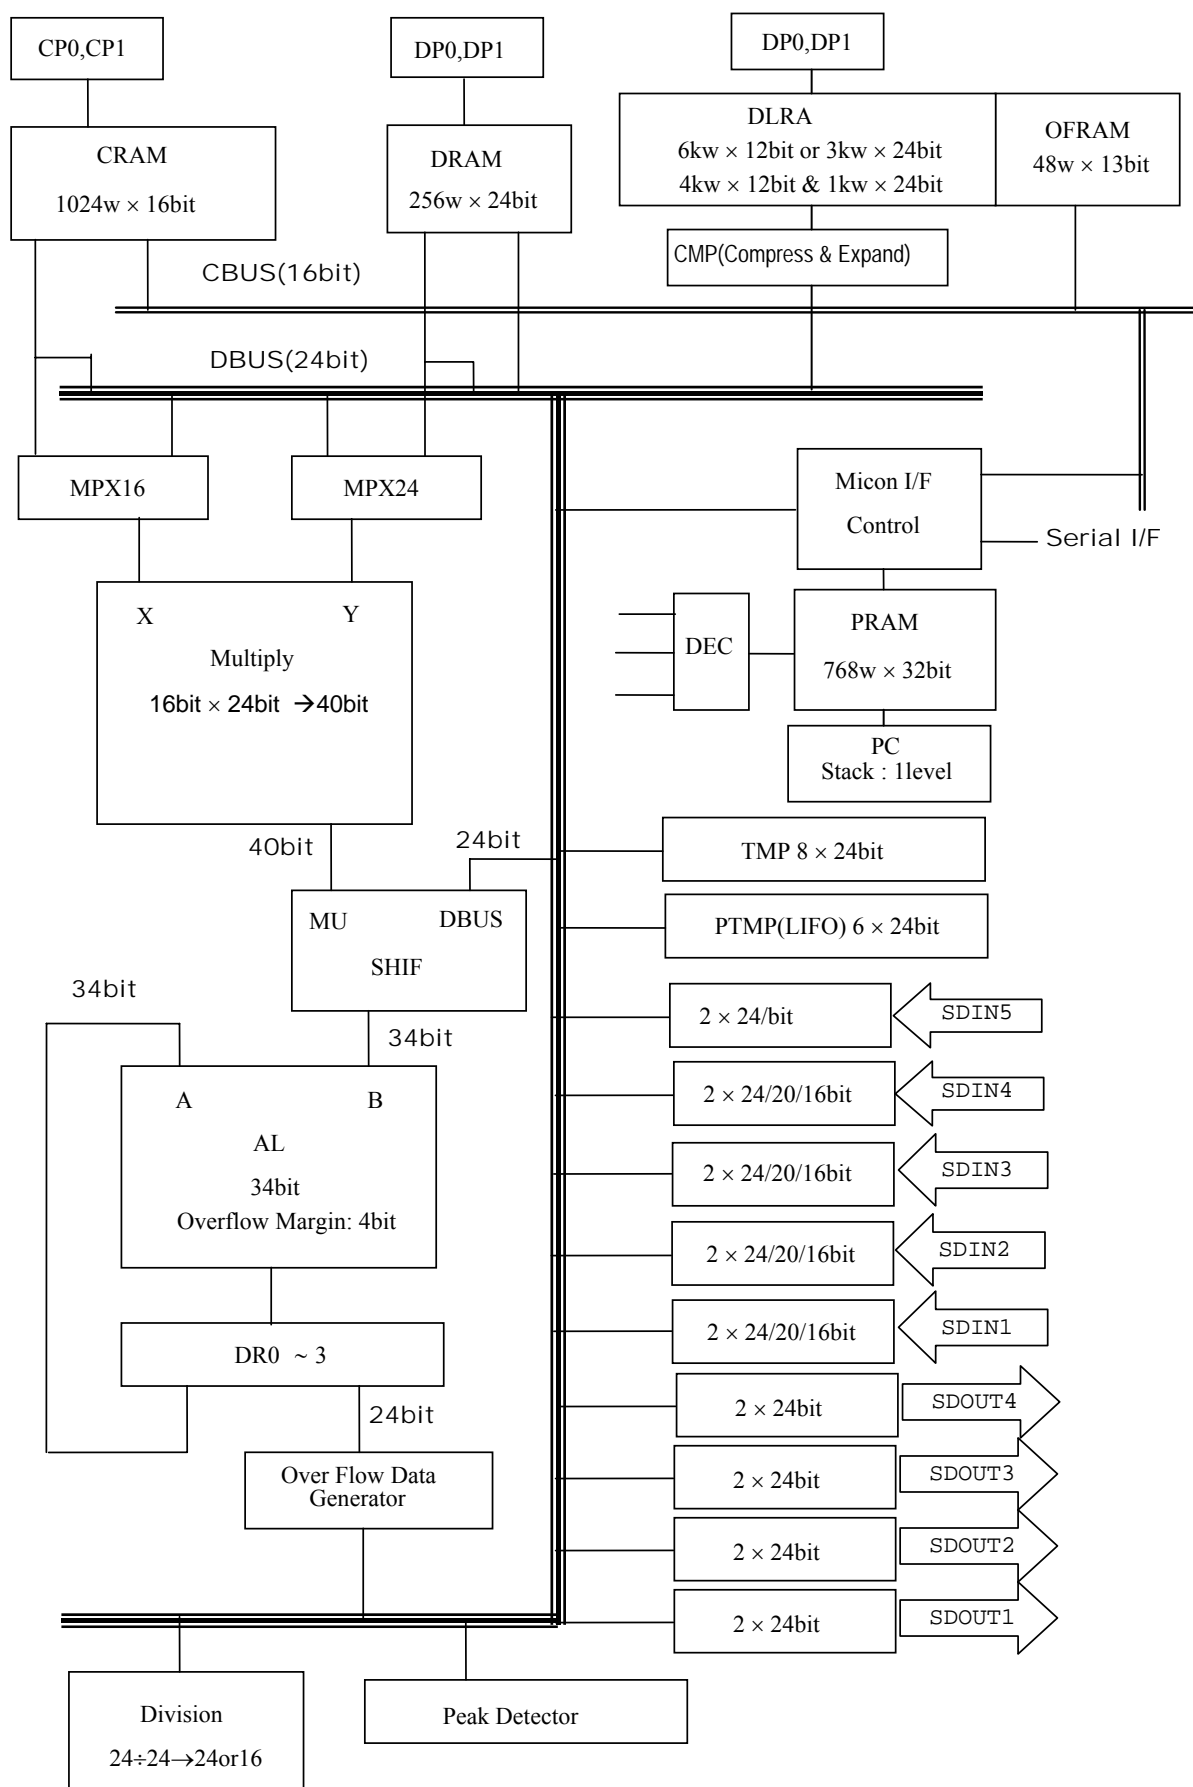 CP0,CP1
DP0,DP1
DP0,DP1
CRAM
1024w × 16bit
DRAM
256w × 24bit
DLRA
6kw × 12bit or 3kw × 24bit
4kw × 12bit & 1kw × 24bit
OFRAM
48w × 13bit
CMP(Compress & Expand)
CBUS(16bit)
DBUS(24bit)
MPX16
MPX24
Micon I/F
Control
Serial I/F
X
Y
Multiply
16bit × 24bit →40bit
DEC
PRAM
768w × 32bit
PC
Stack : 1level
40bit
24bit
TMP 8 × 24bit
MU
DBUS
SHIF
PTMP(LIFO) 6 × 24bit
34bit
34bit
2 × 24/bit
SDIN5
A
B
AL
34bit
Overflow Margin: 4bit
2 × 24/20/16bit
SDIN4
2 × 24/20/16bit
SDIN3
2 × 24/20/16bit
SDIN2
2 × 24/20/16bit
SDIN1
DR0 ~ 3
24bit
2 × 24bit
SDOUT4
Over Flow Data
Generator
2 × 24bit
SDOUT3
2 × 24bit
SDOUT2
2 × 24bit
SDOUT1
Division
24÷24→24or16
Peak Detector